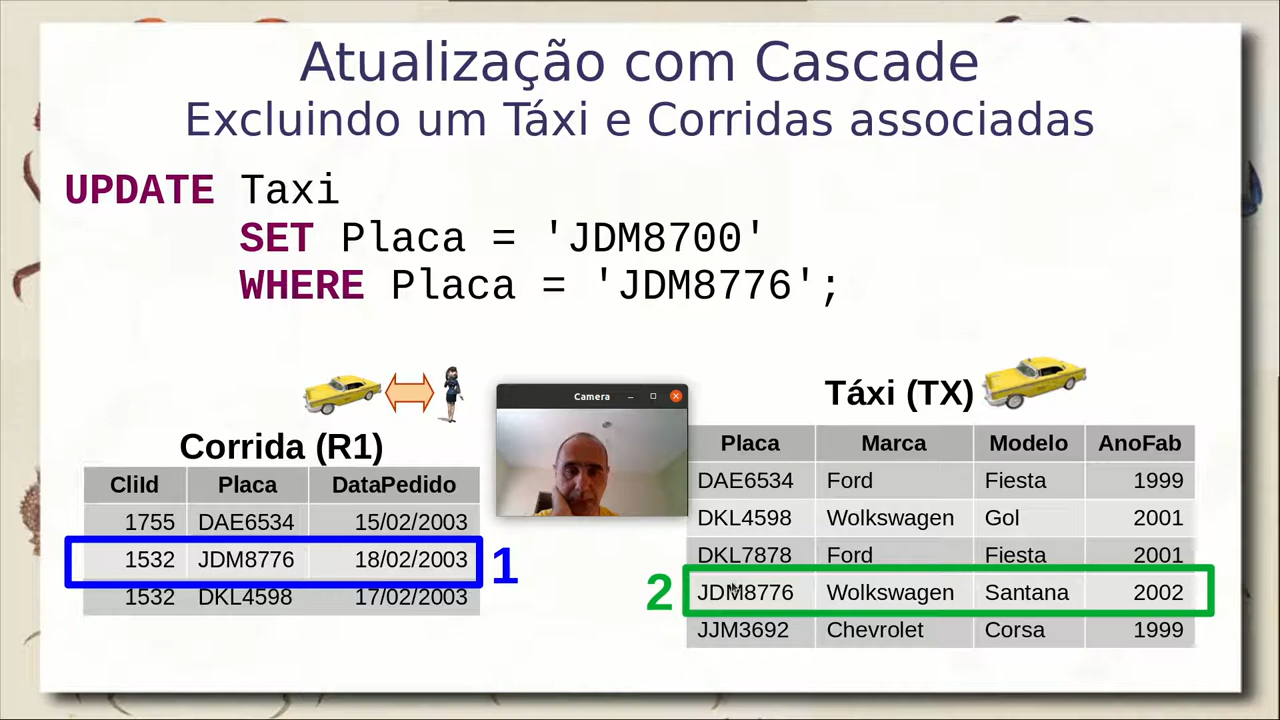 Atualização com Cascade
Excluindo um Táxi e Corridas associadas
UPDATE Taxi
SET Placa = 'JDM8700'
WHERE Placa = 'JDM8776';
Corrida (R1)
CliId Placa DataPedido
1755 DAE6534 15/02/2003
1532 JDM8776 18/02/2003
1532 DKL4598 17/02/2003
1
Camera
Táxi (TX)
Placa Marca Modelo AnoFab
DAE6534 Ford Fiesta 1999
DKL4598 Wolkswagen Gol 2001
DKL7878 Ford Fiesta 2001
2
JDM8776 Wolkswagen Santana 2002
JJM3692 Chevrolet Corsa 1999